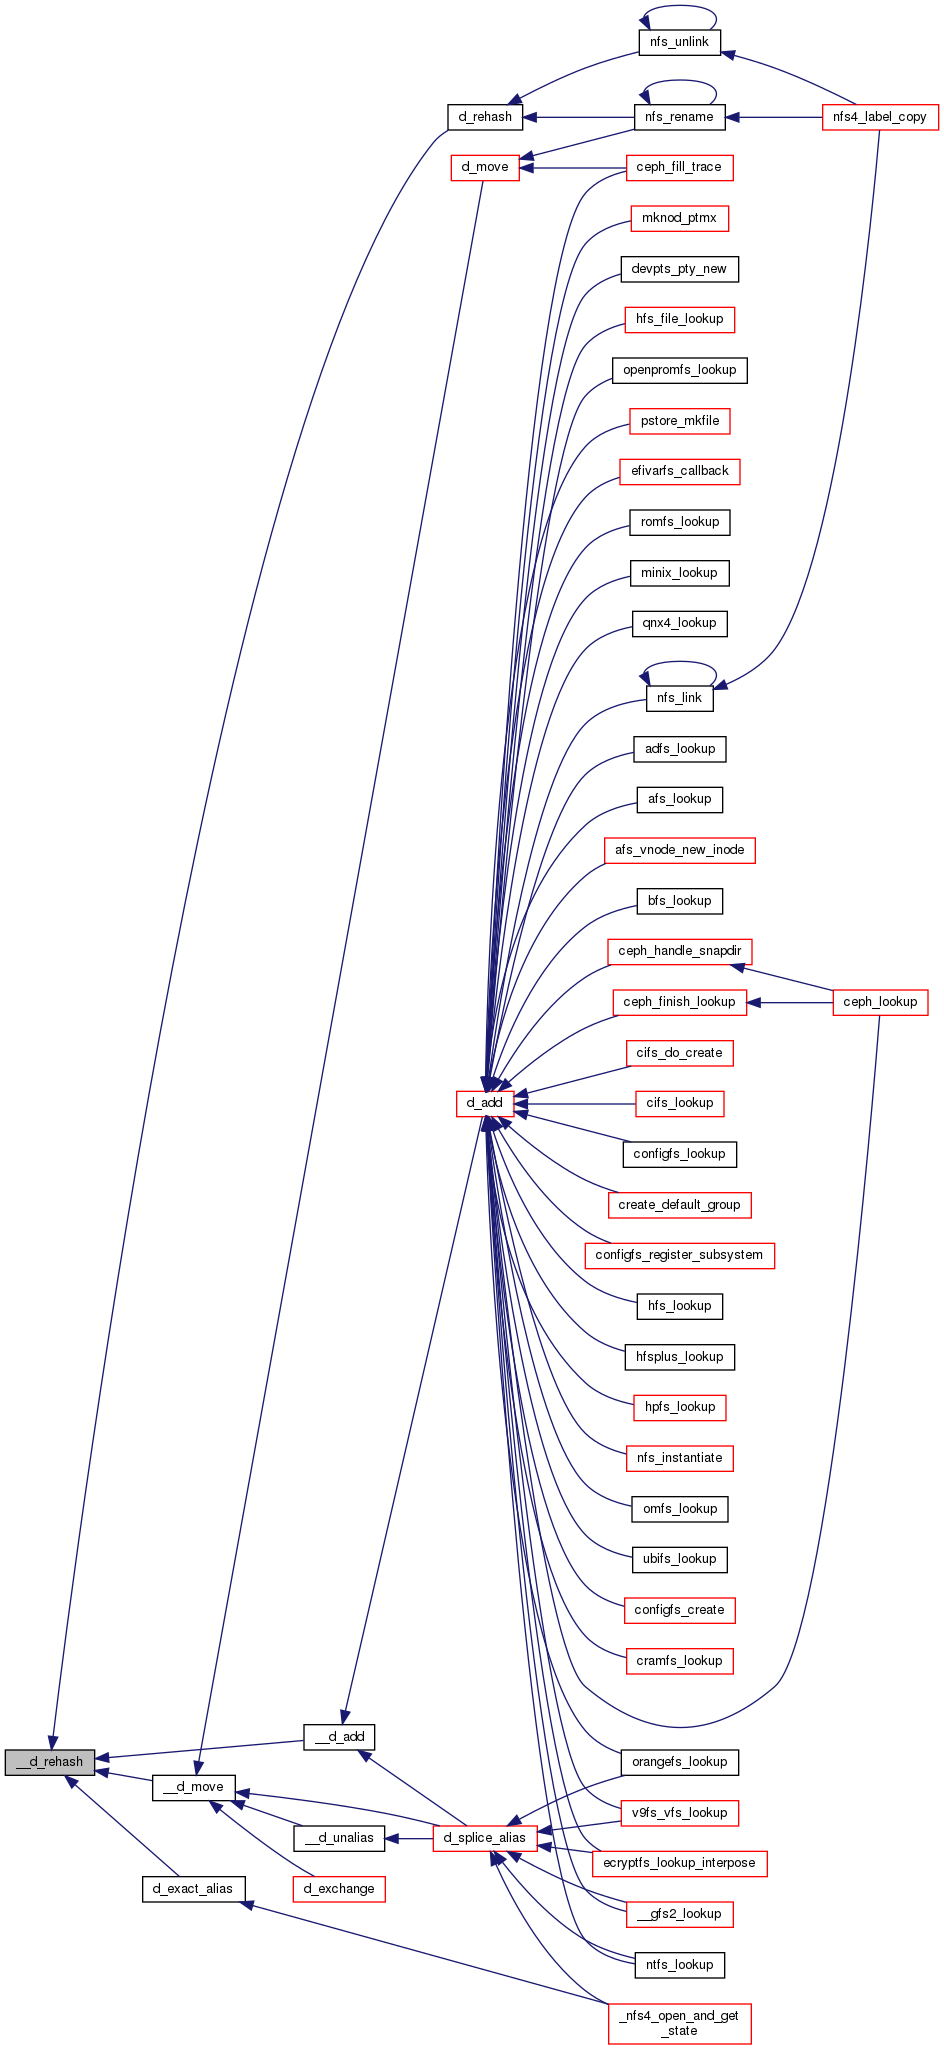 nfs_unlink
d_rehash
nfs_rename
nfs4_label_copy
d_move
ceph_fill_trace
mknod_ptmx
devpts_pty_new
hfs_file_lookup
openpromfs_lookup
pstore_mkfile
efivarfs_callback
romfs_lookup
minix_lookup
qnx4_lookup
nfs_link
adfs_lookup
afs_lookup
afs_vnode_new_inode
bfs_lookup
ceph_handle_snapdir
ceph_finish_lookup
ceph_lookup
cifs_do_create
d_add
cifs_lookup
configfs_lookup
create_default_group
configfs_register_subsystem
hfs_lookup
hfsplus_lookup
hpfs_lookup
nfs_instantiate
omfs_lookup
ubifs_lookup
configfs_create
cramfs_lookup
__d_add
__d_rehash
orangefs_lookup
__d_move
v9fs_vfs_lookup
__d_unalias
d_splice_alias
ecryptfs_lookup_interpose
d_exact_alias
d_exchange
__gfs2_lookup
ntfs_lookup
_nfs4_open_and_get
_state